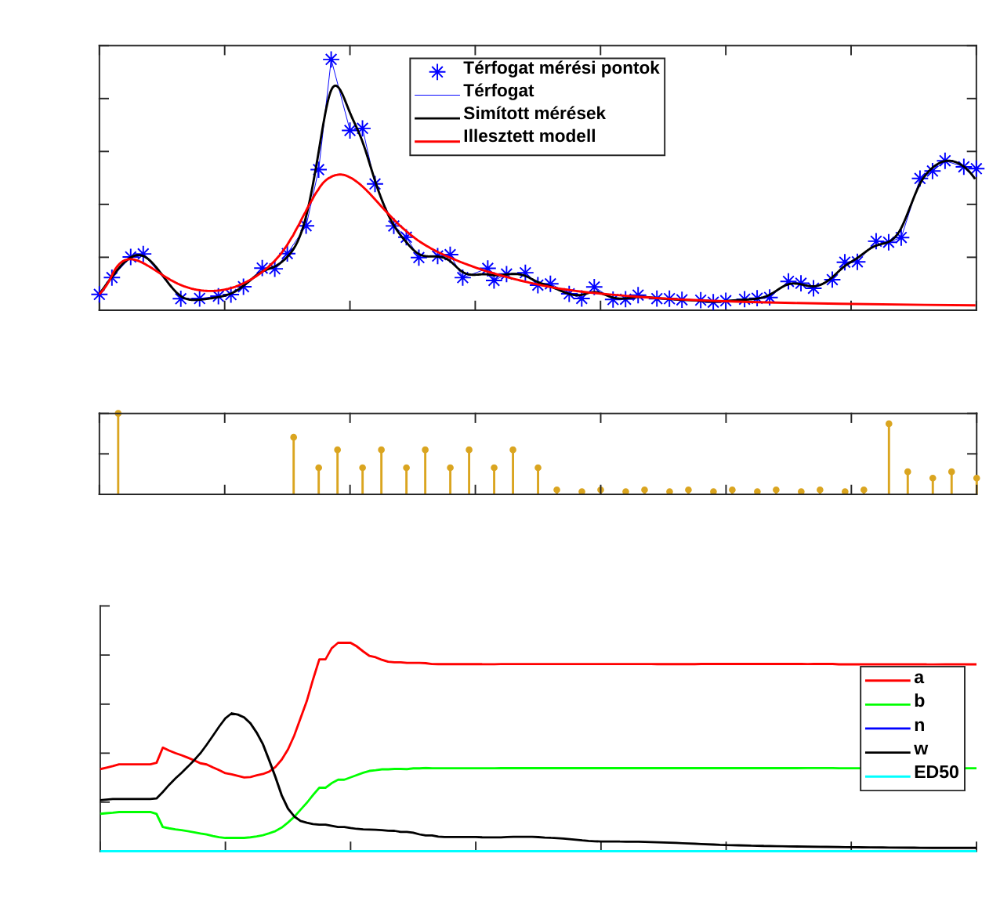 Térfogat mérési pontok
Térfogat
Simított mérések
Illesztett modell
a
b
n
w
ED50